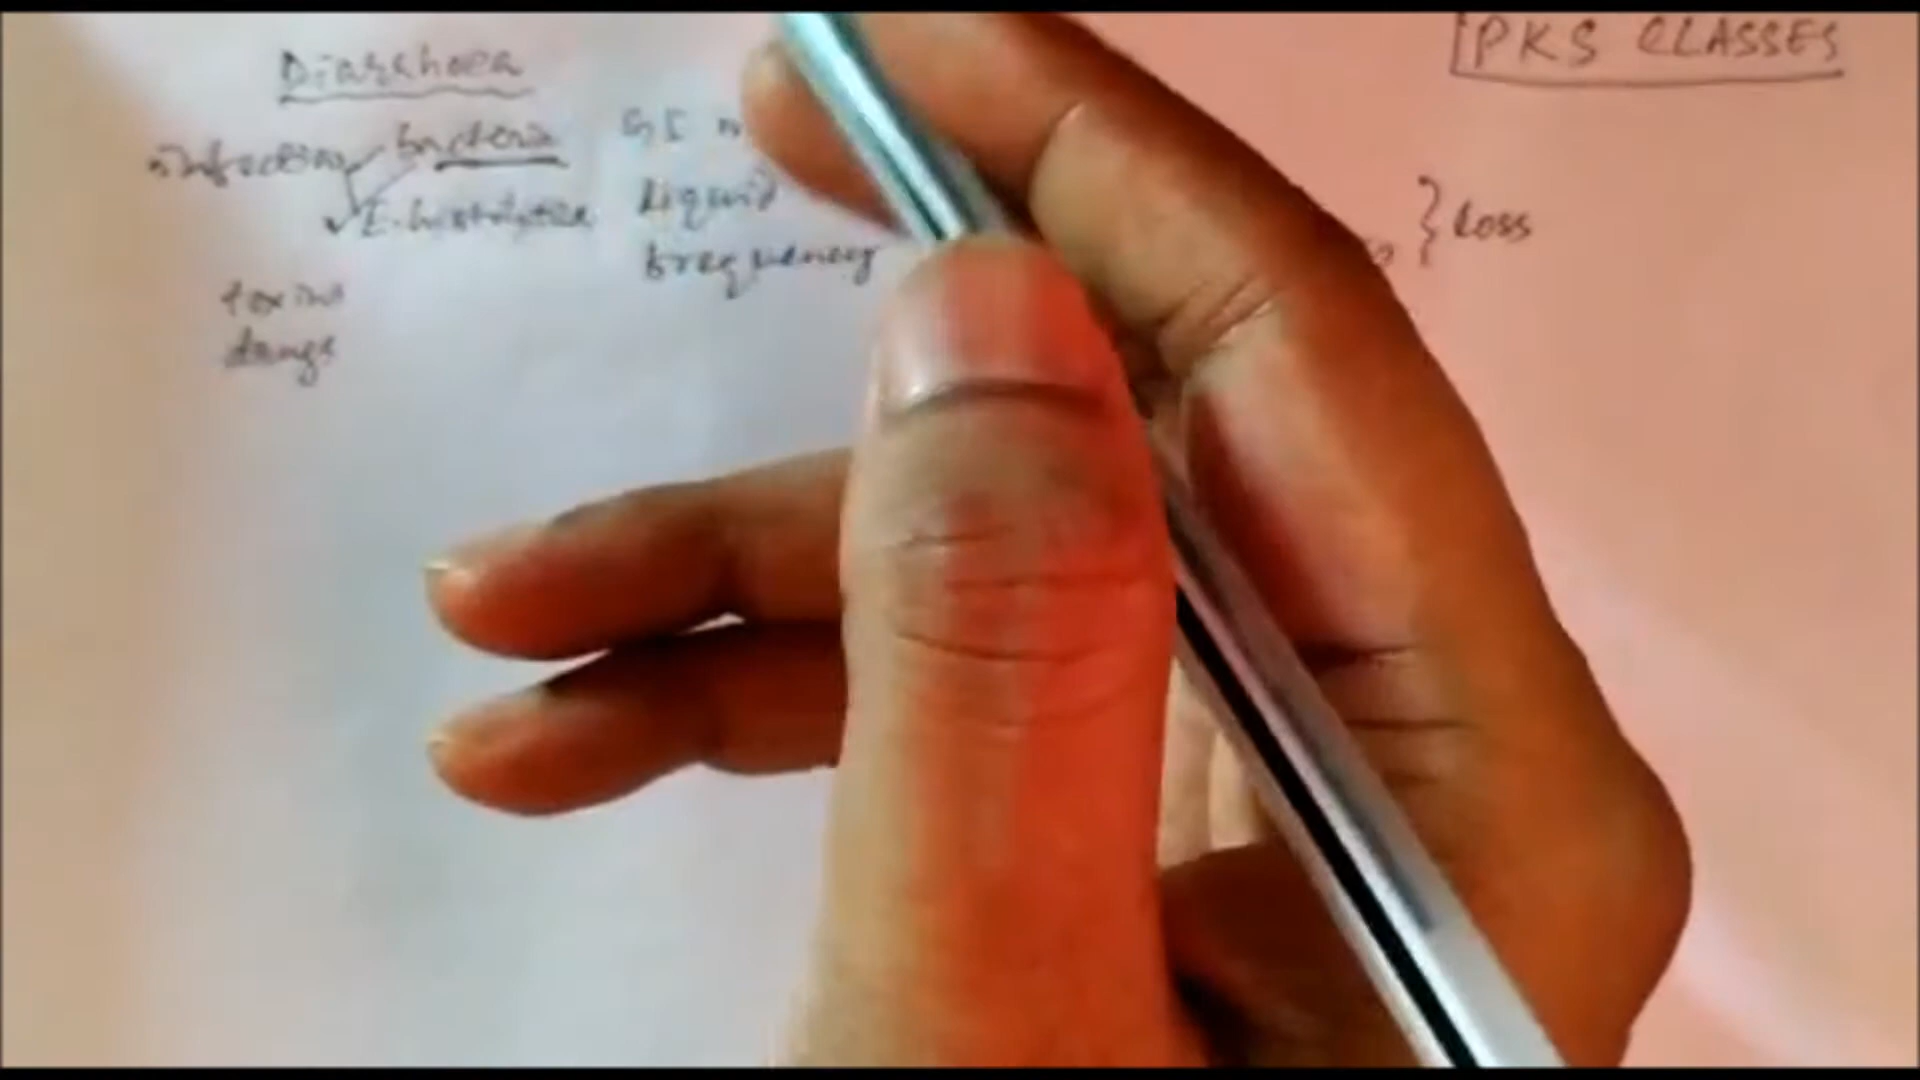 PKS CLASSES
Diarrhoea
infection bacteria
E. histolytica
toxins
drugs
GI
liquid
frequency
} loss